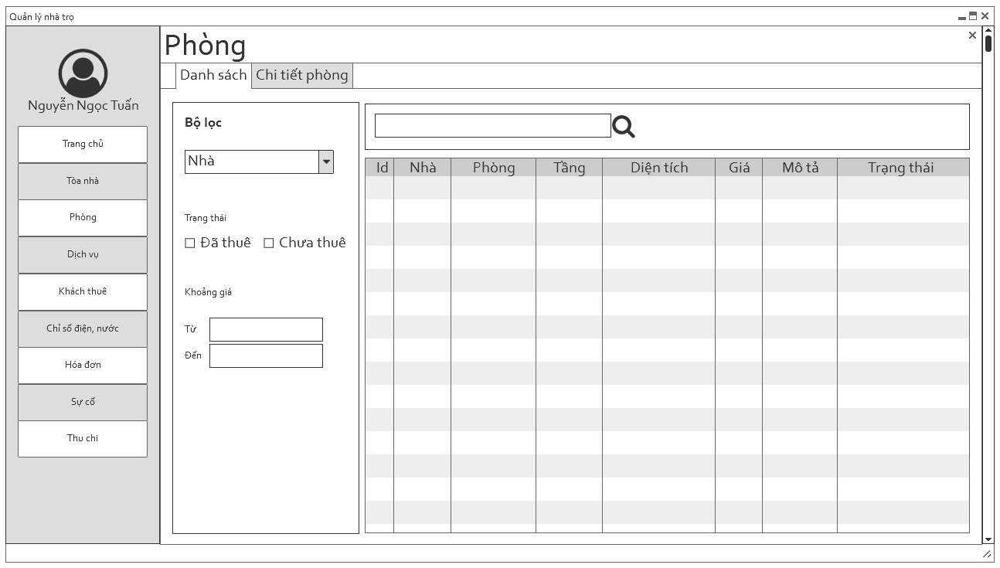 Quản lý nhà trọ
Phòng
Danh sách
Chi tiết phòng
Nguyễn Ngọc Tuấn
Trang chủ
Tòa nhà
Phòng
Dịch vụ
Khách thuê
Chỉ số điện, nước
Hóa đơn
Sự cố
Thu chi
Bộ lọc
Nhà
Trạng thái
Đã thuê
Chưa thuê
Khoảng giá
Từ
Đến
Id Nhà Phòng Tầng Diện tích Giá Mô tả Trạng thái